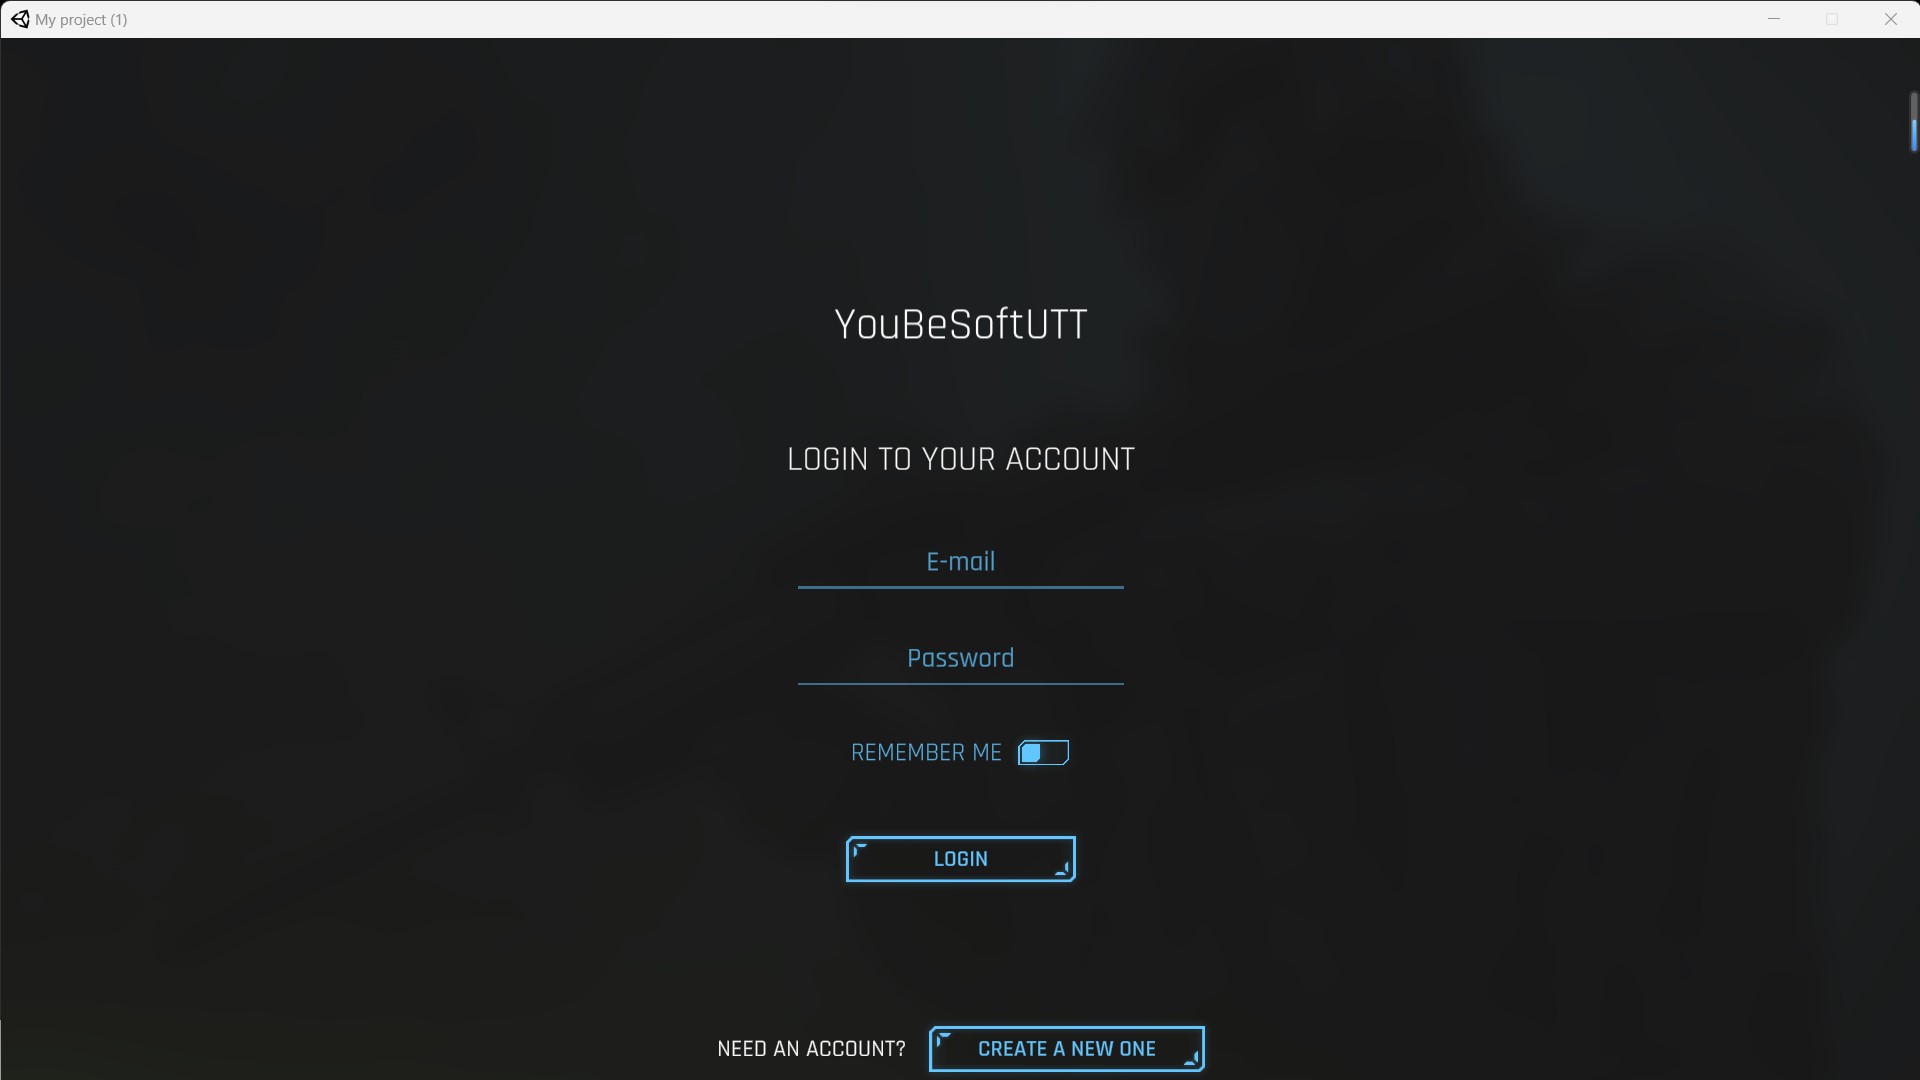 My project (1)
YouBeSoftUTT
LOGIN TO YOUR ACCOUNT
E-mail
Password
REMEMBER ME
LOGIN
NEED AN ACCOUNT? CREATE A NEW ONE